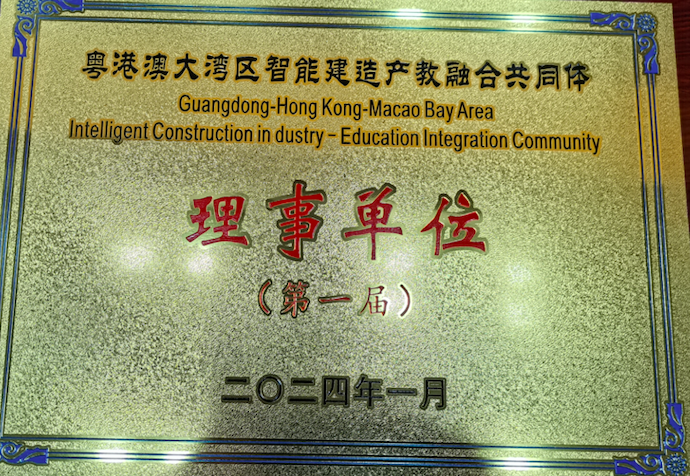 粤港澳大湾区智能建造产教融合共同体
Guangdong-Hong Kong-Macao Bay Area
Intelligent Construction in dustry - Education Integration Community
理事单位
(第一届)
二〇二四年一月